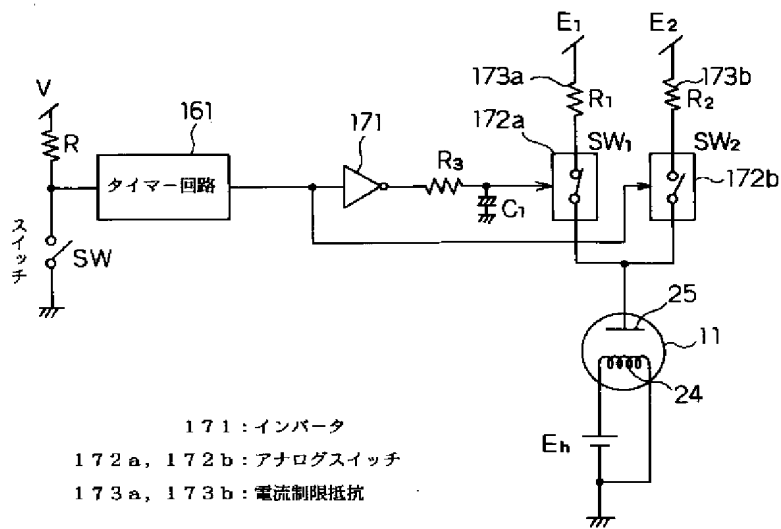 E₁
E₂
173a
R₁
173b
R₂
V
R
161
タイマー回路
171
R₃
C₁
172a
SW₁
SW₂
172b
スイッチ
SW
25
11
24
Eh
171:インバータ
172a,172b:アナログスイッチ
173a,173b:電流制限抵抗